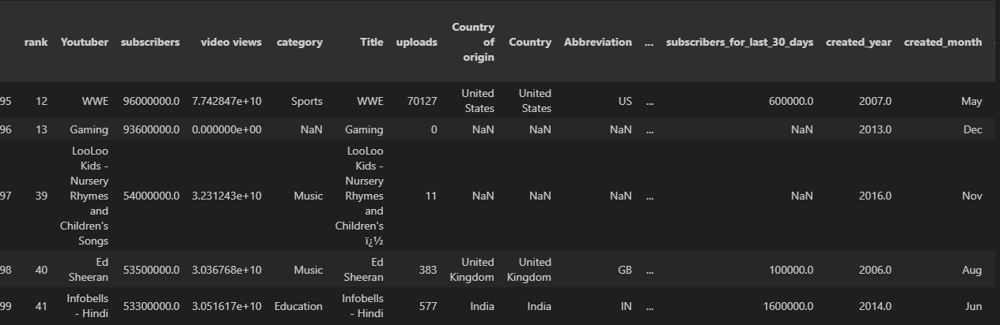 rank Youtuber subscribers video views category Title uploads Country of origin Country Abbreviation ... subscribers_for_last_30_days created_year created_month
95 12 WWE 96000000.0 7.742847e+10 Sports WWE 70127 United States United States US ... 600000.0 2007.0 May
96 13 Gaming 93600000.0 0.000000e+00 NaN Gaming 0 NaN NaN NaN ... NaN 2013.0 Dec
97 39 LooLoo Kids - Nursery Rhymes and Children's Songs 54000000.0 3.231243e+10 Music LooLoo Kids - Nursery Rhymes and Children's ï¿½ 11 NaN NaN NaN ... NaN 2016.0 Nov
98 40 Ed Sheeran 53500000.0 3.036768e+10 Music Ed Sheeran 383 United Kingdom United Kingdom GB ... 100000.0 2006.0 Aug
99 41 Infobells - Hindi 53300000.0 3.051617e+10 Education Infobells - Hindi 577 India India IN ... 1600000.0 2014.0 Jun